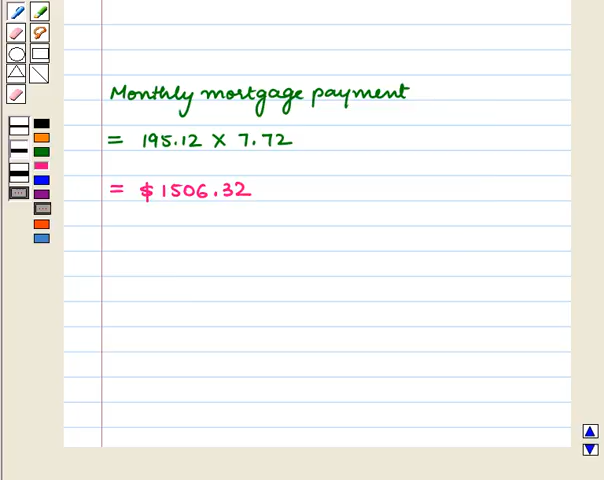 Monthly mortgage payment
= 195.12 × 7.72
= $1506.32